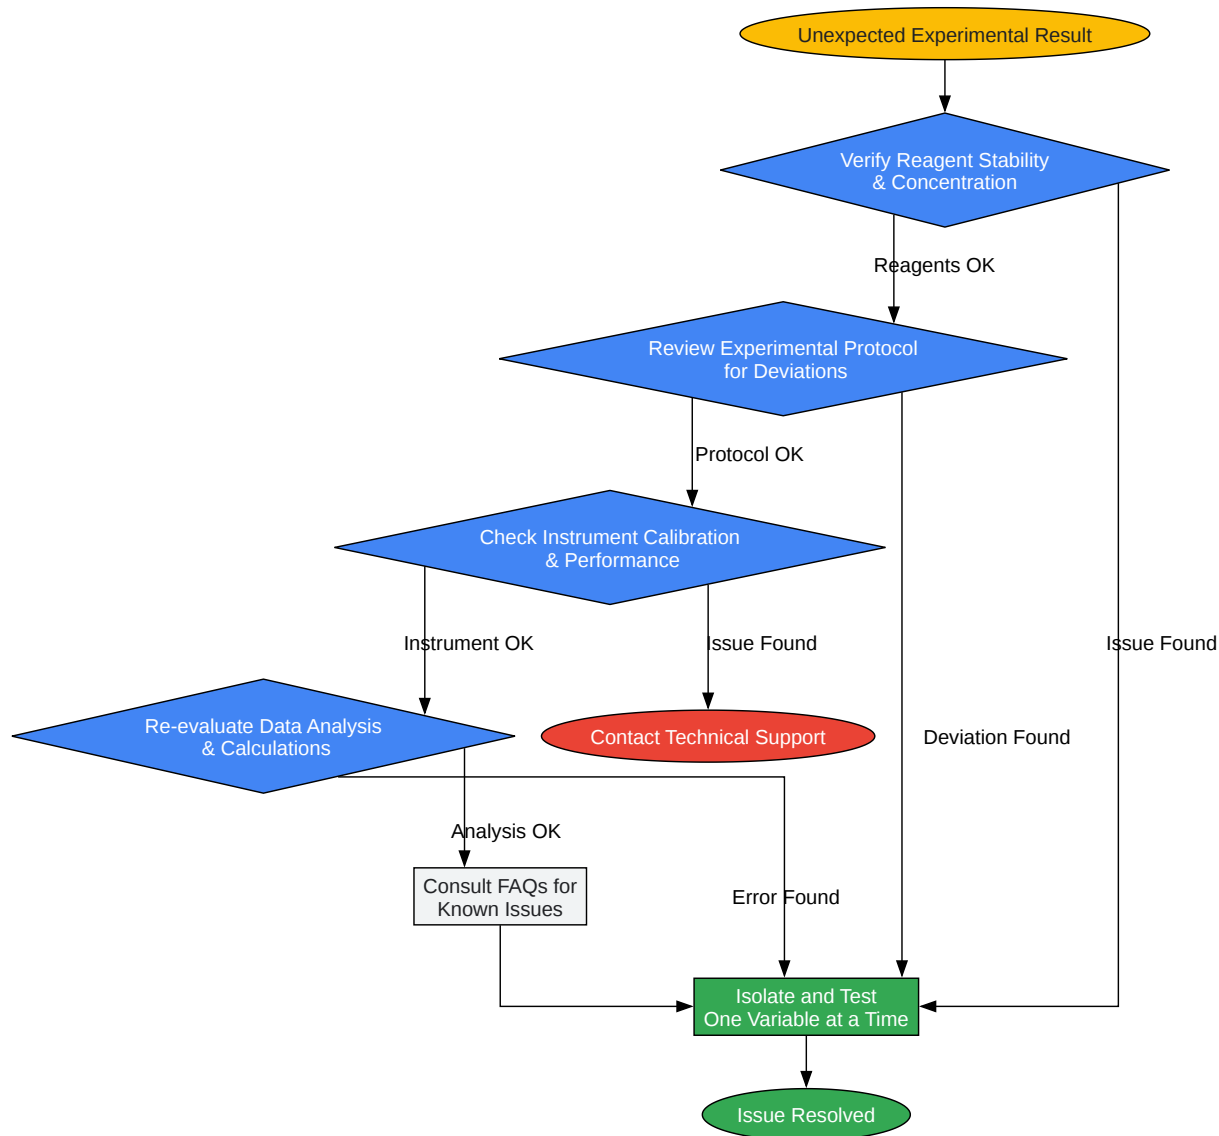 Unexpected Experimental Result
Verify Reagent Stability
& Concentration
Reagents OK
Review Experimental Protocol
for Deviations
Protocol OK
Check Instrument Calibration
& Performance
Instrument OK
Issue Found
Issue Found
Re-evaluate Data Analysis
& Calculations
Contact Technical Support
Deviation Found
Analysis OK
Consult FAQs for
Known Issues
Error Found
Isolate and Test
One Variable at a Time
Issue Resolved